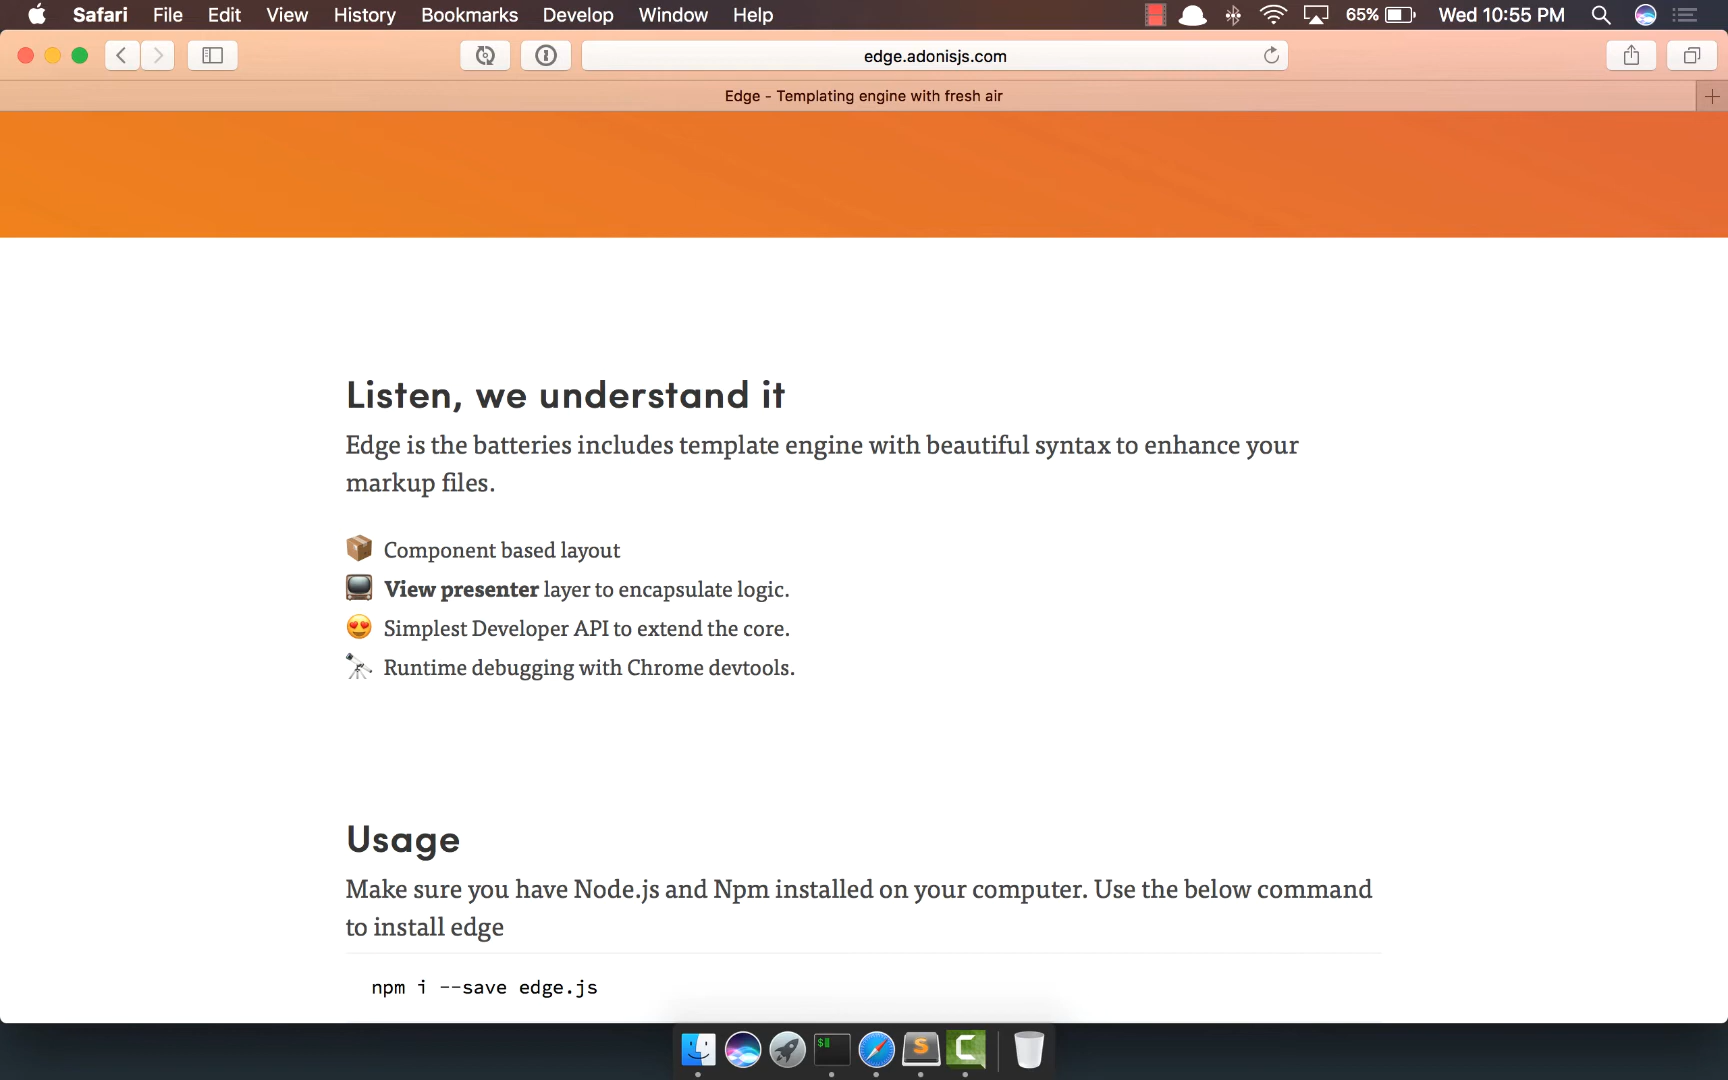 Safari File Edit View History Bookmarks Develop Window Help 65% Wed 10:55 PM
edge.adonisjs.com
Edge - Templating engine with fresh air
Listen, we understand it
Edge is the batteries includes template engine with beautiful syntax to enhance your
markup files.
Component based layout
View presenter layer to encapsulate logic.
Simplest Developer API to extend the core.
Runtime debugging with Chrome devtools.
Usage
Make sure you have Node.js and Npm installed on your computer. Use the below command
to install edge
npm i --save edge.js